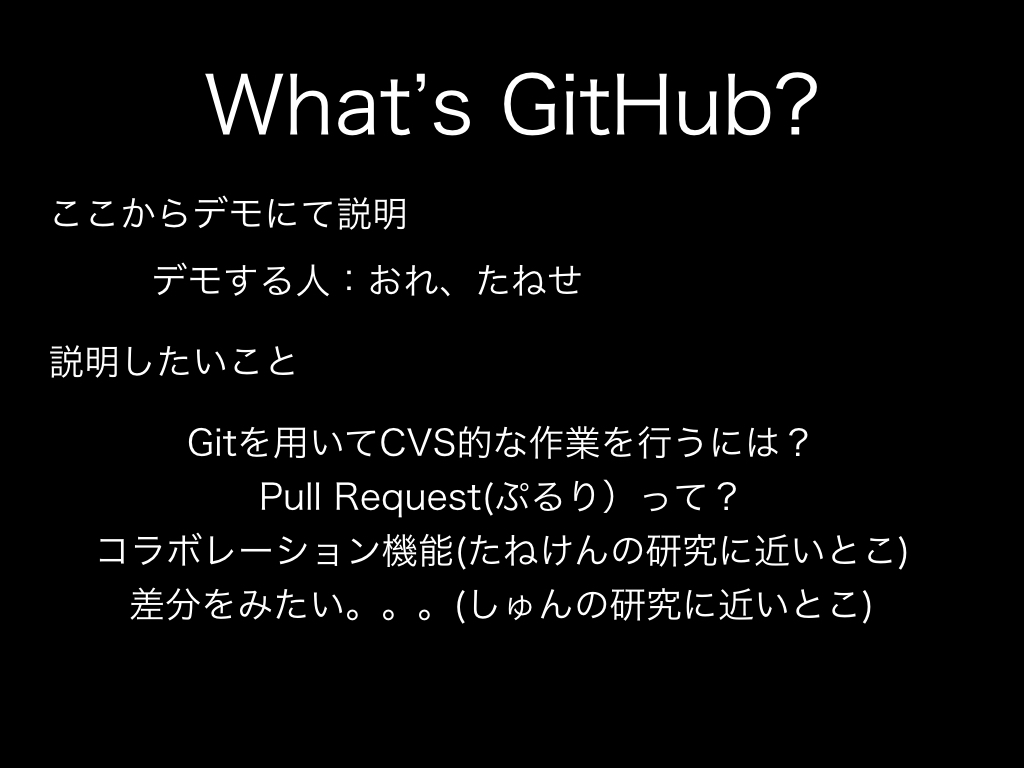 What’s GitHub?
ここからデモにて説明
デモする人：おれ、たねせ
説明したいこと
Gitを用いてCVS的な作業を行うには？
Pull Request(ぷるり）って？
コラボレーション機能(たねけんの研究に近いとこ)
差分をみたい。。。(しゅんの研究に近いとこ)